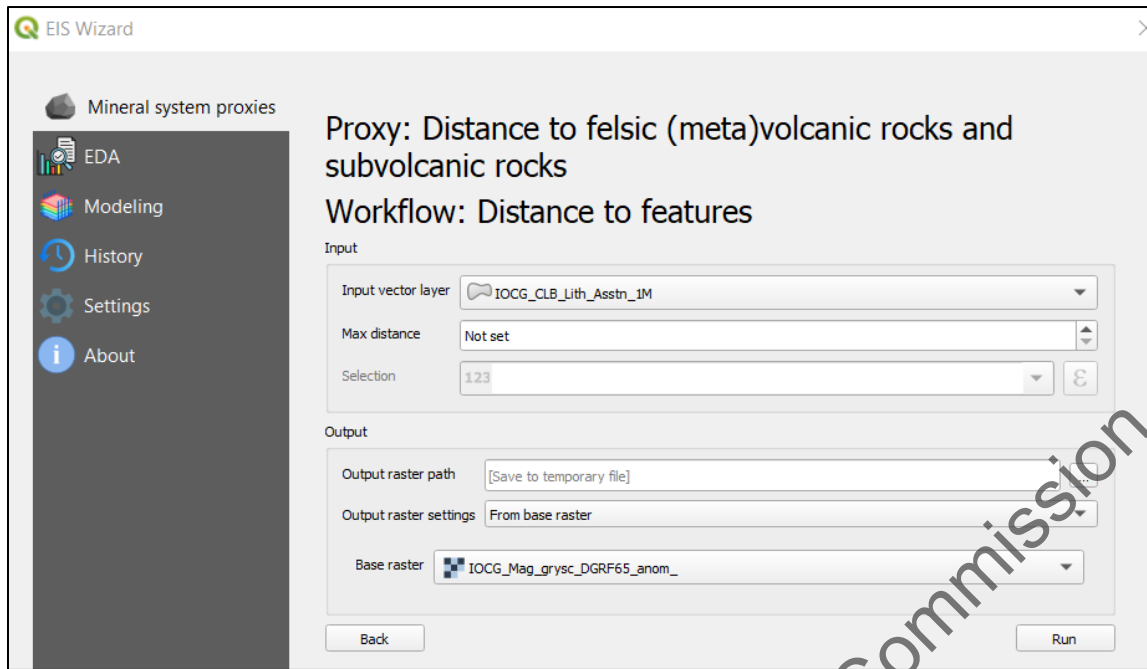 EIS Wizard
Mineral system proxies
EDA
Modeling
History
Settings
About
Proxy: Distance to felsic (meta)volcanic rocks and
subvolcanic rocks
Workflow: Distance to features
Input
Input vector layer IOCG_CLB_Lith_Asstn_1M
Max distance Not set
Selection 123 ε
Output
Output raster path [Save to temporary file] ...
Output raster settings From base raster
Base raster IOCG_Mag_grysc_DGRF65_anom_
Back Run
Commission